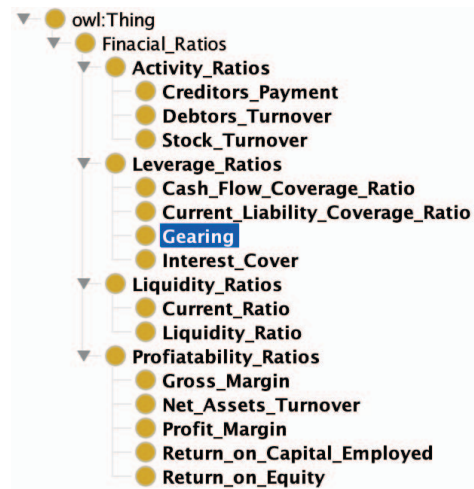 owl:Thing
Finacial_Ratios
Activity_Ratios
Creditors_Payment
Debtors_Turnover
Stock_Turnover
Leverage_Ratios
Cash_Flow_Coverage_Ratio
Current_Liability_Coverage_Ratio
Gearing
Interest_Cover
Liquidity_Ratios
Current_Ratio
Liquidity_Ratio
Profiatability_Ratios
Gross_Margin
Net_Assets_Turnover
Profit_Margin
Return_on_Capital_Employed
Return_on_Equity